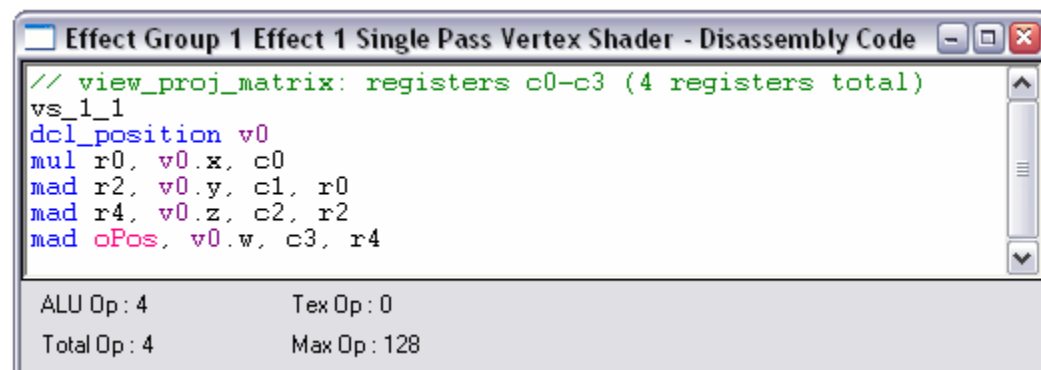 Effect Group 1 Effect 1 Single Pass Vertex Shader - Disassembly Code
// view_proj_matrix: registers c0-c3 (4 registers total)
vs_1_1
dcl_position v0
mul r0, v0.x, c0
mad r2, v0.y, c1, r0
mad r4, v0.z, c2, r2
mad oPos, v0.w, c3, r4
ALU Op : 4 Tex Op : 0
Total Op : 4 Max Op : 128